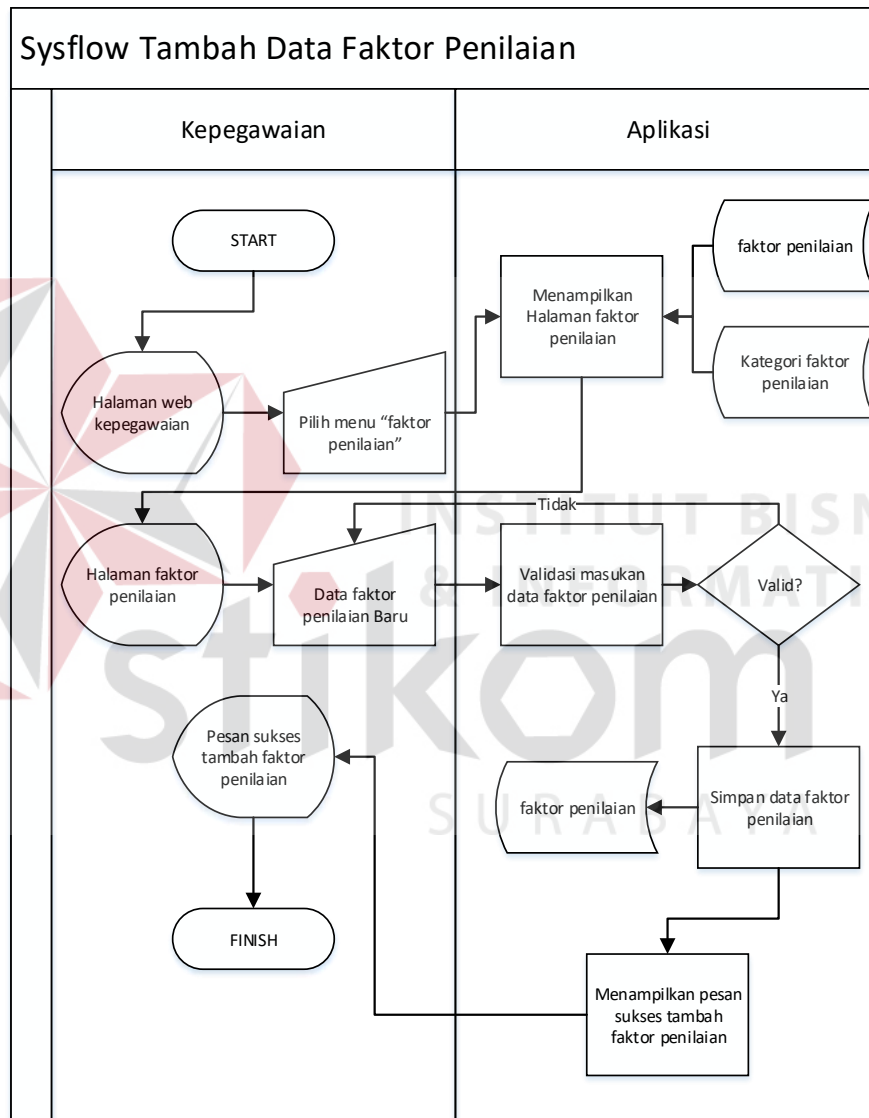 Sysflow Tambah Data Faktor Penilaian
Kepegawaian
Aplikasi
START
faktor penilaian
Menampilkan
Halaman faktor
penilaian
Kategori faktor
penilaian
Halaman web
kepegawaian
Pilih menu “faktor
penilaian”
Tidak
INSTITUT BISN
& INFORMATI
Halaman faktor
penilaian
Data faktor
penilaian Baru
Validasi masukan
data faktor penilaian
Valid?
stikom
Ya
Pesan sukses
tambah faktor
penilaian
faktor penilaian
Simpan data faktor
penilaian
SURABAYA
FINISH
Menampilkan pesan
sukses tambah
faktor penilaian